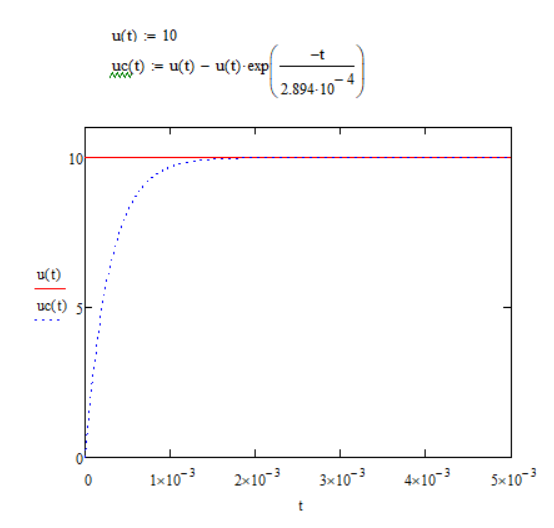 u(t) := 10
uc(t) := u(t) − u(t)·exp(−t / 2.894·10⁻⁴)
10
u(t)
uc(t) 5
0
0 1×10⁻³ 2×10⁻³ 3×10⁻³ 4×10⁻³ 5×10⁻³
t